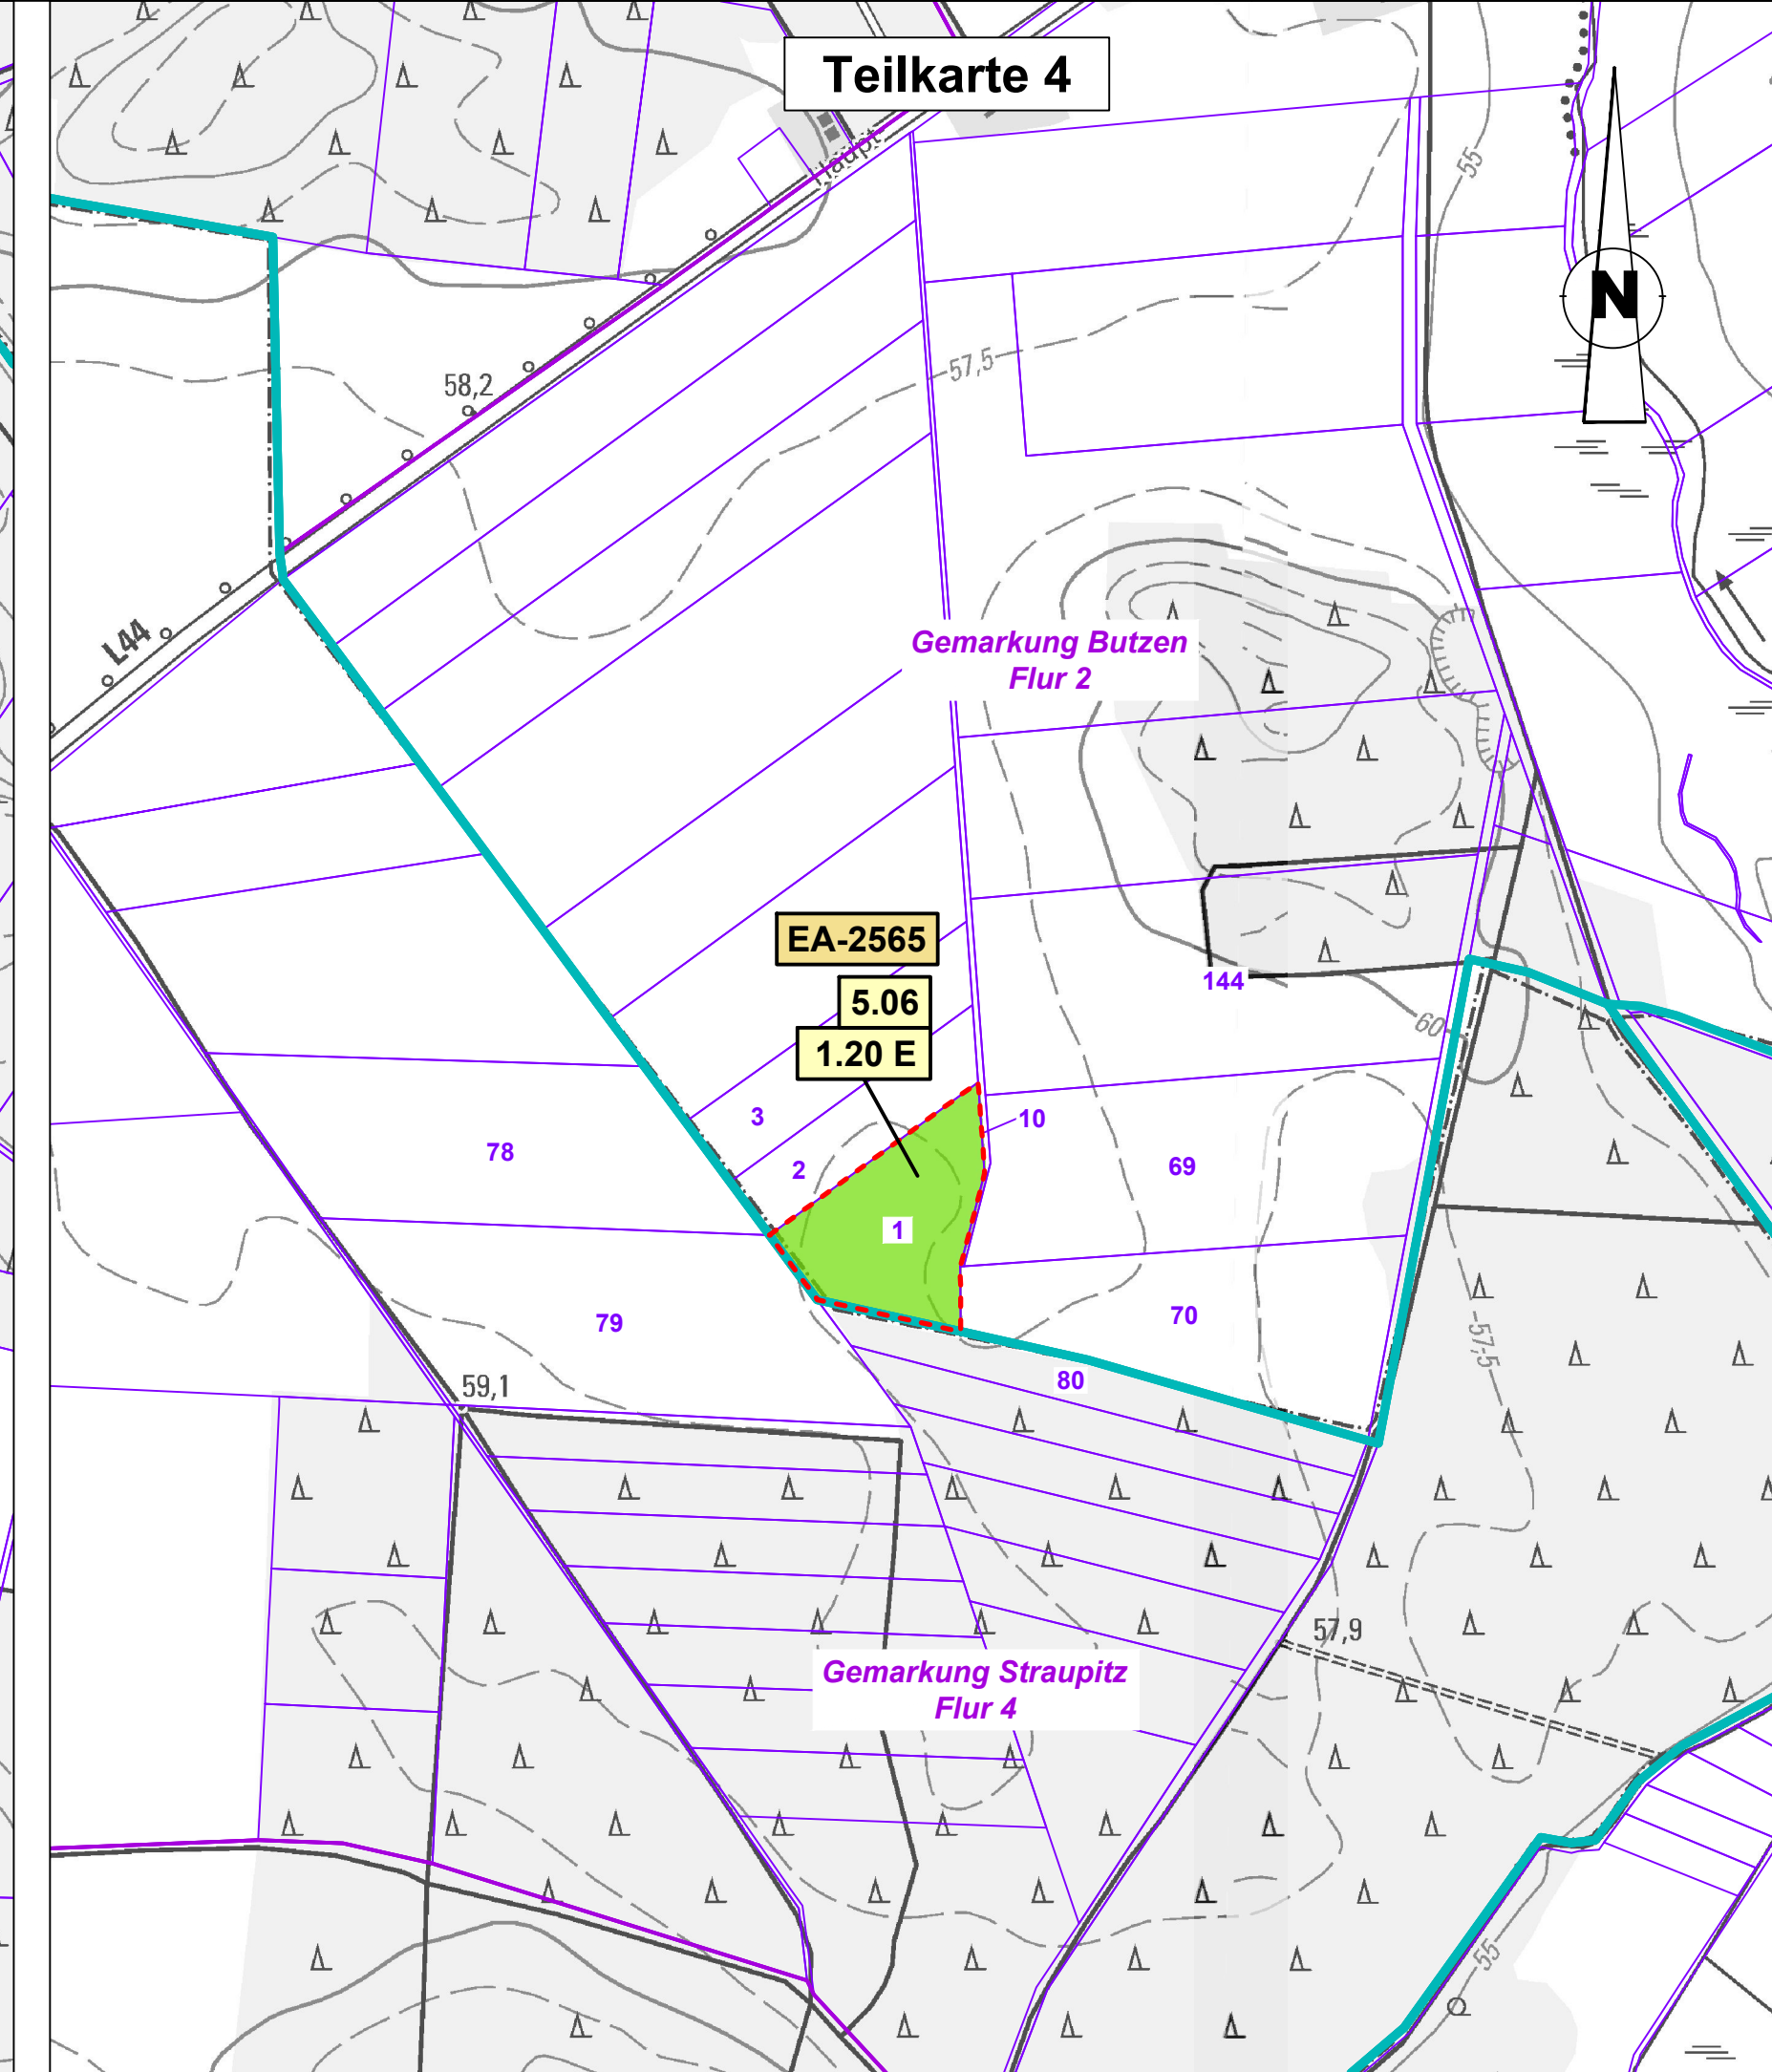 Teilkarte 4
Haupt
55
N
57,5
58,2
L44
Gemarkung Butzen
Flur 2
EA-2565
144
5.06
60
1.20 E
3
10
78
2
69
1
79
70
57,5
80
59,1
57,9
Gemarkung Straupitz
Flur 4
55